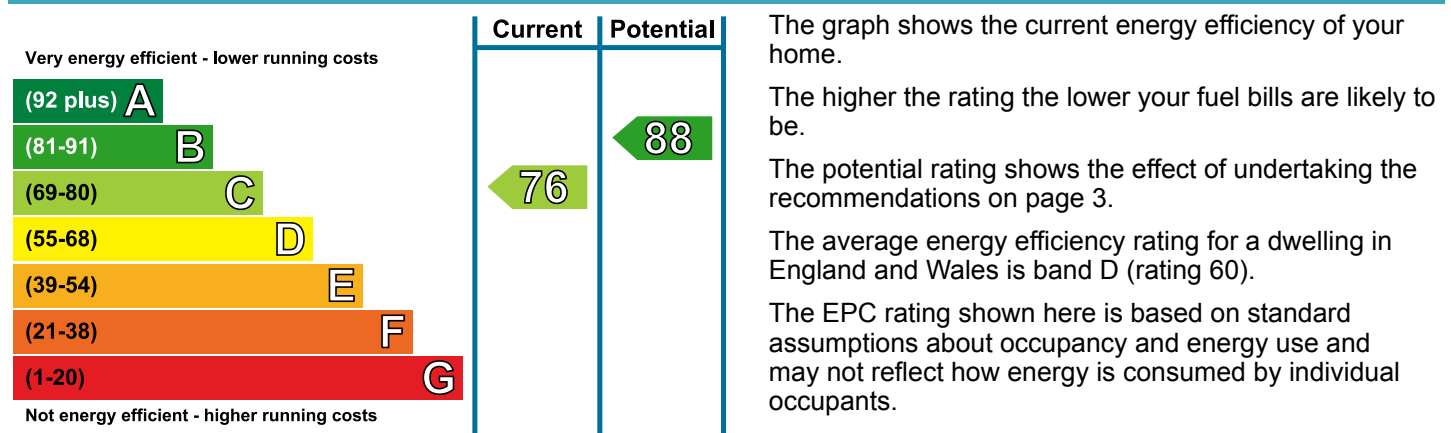 Current Potential
Very energy efficient - lower running costs
(92 plus) A
(81-91) B
(69-80) C
(55-68) D
(39-54) E
(21-38) F
(1-20) G
Not energy efficient - higher running costs
76
88
The graph shows the current energy efficiency of your
home.
The higher the rating the lower your fuel bills are likely to
be.
The potential rating shows the effect of undertaking the
recommendations on page 3.
The average energy efficiency rating for a dwelling in
England and Wales is band D (rating 60).
The EPC rating shown here is based on standard
assumptions about occupancy and energy use and
may not reflect how energy is consumed by individual
occupants.